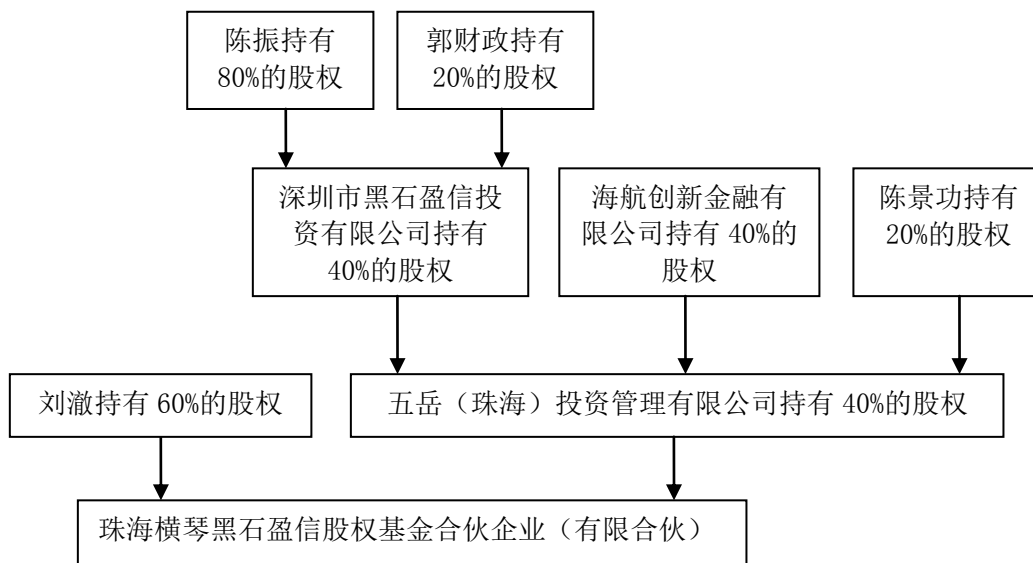 陈振持有
80%的股权
郭财政持有
20%的股权
深圳市黑石盈信投
资有限公司持有
40%的股权
海航创新金融有
限公司持有 40%的
股权
陈景功持有
20%的股权
刘澈持有 60%的股权
五岳（珠海）投资管理有限公司持有 40%的股权
珠海横琴黑石盈信股权基金合伙企业（有限合伙）